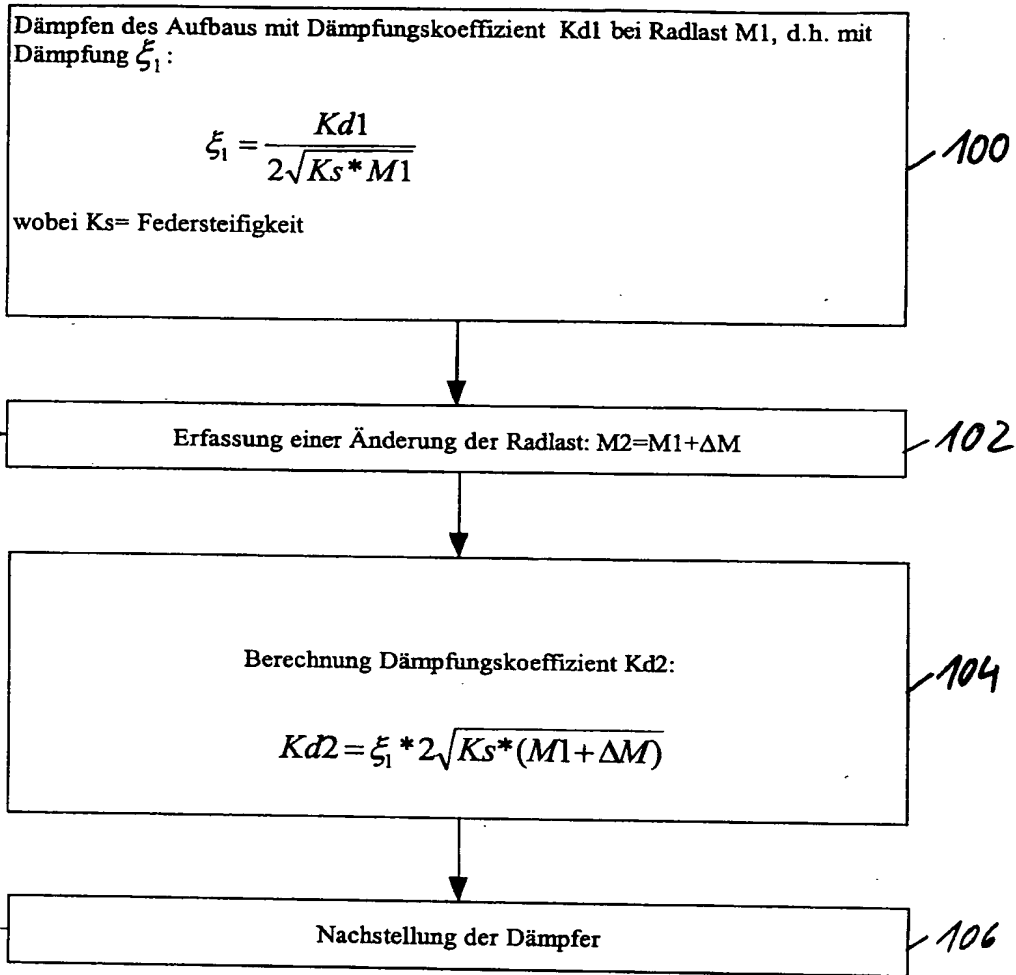 Dämpfen des Aufbaus mit Dämpfungskoeffizient Kd1 bei Radlast M1, d.h. mit
Dämpfung ξ₁:
ξ₁ = Kd1 / 2√(Ks*M1)
100
wobei Ks= Federsteifigkeit
Erfassung einer Änderung der Radlast: M2=M1+ΔM
102
Berechnung Dämpfungskoeffizient Kd2:
104
Kd2 = ξ₁*2√(Ks*(M1+ΔM))
Nachstellung der Dämpfer
106